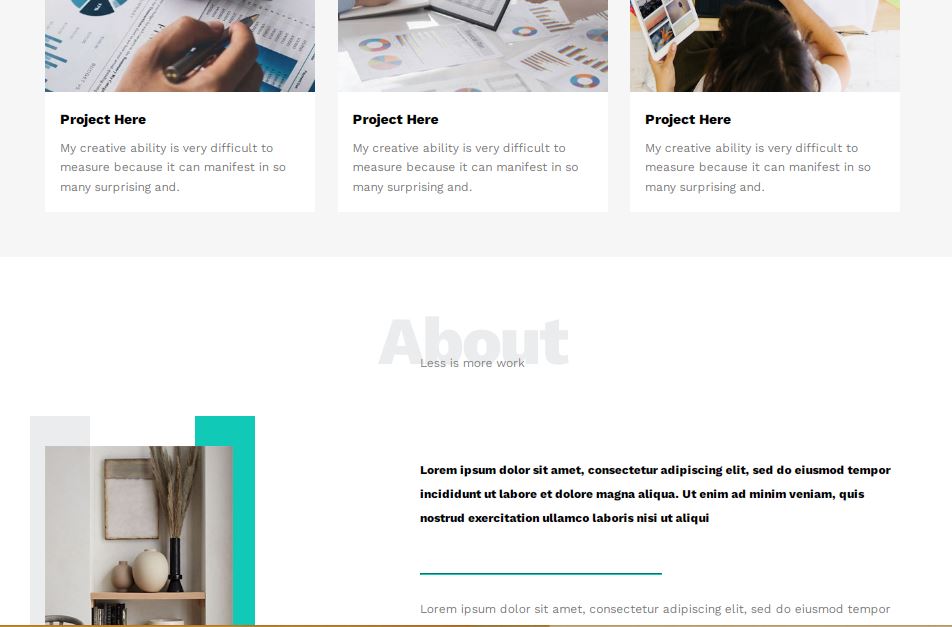 Project Here
My creative ability is very difficult to
measure because it can manifest in so
many surprising and.
Project Here
My creative ability is very difficult to
measure because it can manifest in so
many surprising and.
Project Here
My creative ability is very difficult to
measure because it can manifest in so
many surprising and.
About
Less is more work
Lorem ipsum dolor sit amet, consectetur adipiscing elit, sed do eiusmod tempor
incididunt ut labore et dolore magna aliqua. Ut enim ad minim veniam, quis
nostrud exercitation ullamco laboris nisi ut aliqui
Lorem ipsum dolor sit amet, consectetur adipiscing elit, sed do eiusmod tempor